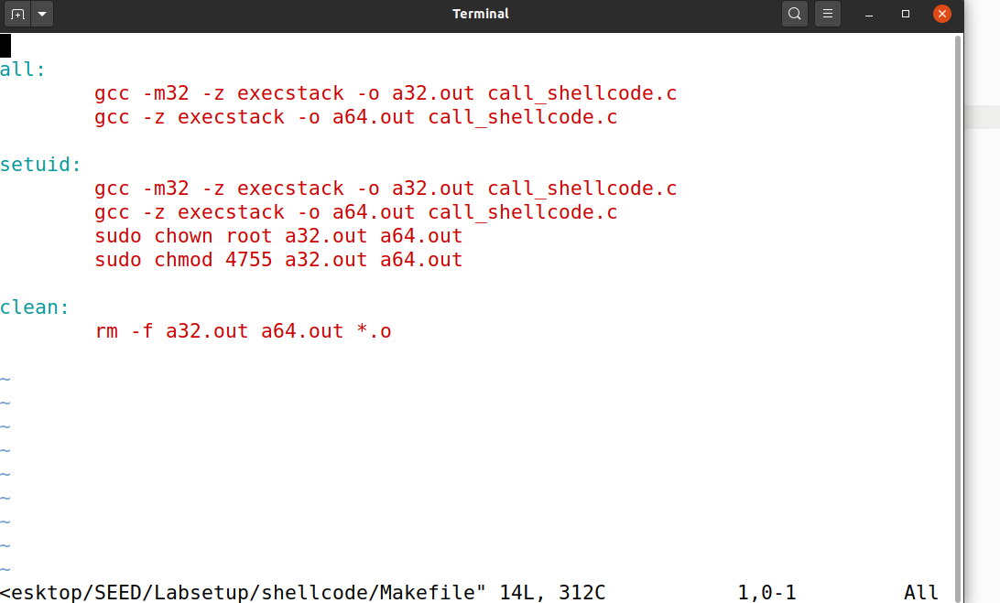 Terminal
all:
gcc -m32 -z execstack -o a32.out call_shellcode.c
gcc -z execstack -o a64.out call_shellcode.c
setuid:
gcc -m32 -z execstack -o a32.out call_shellcode.c
gcc -z execstack -o a64.out call_shellcode.c
sudo chown root a32.out a64.out
sudo chmod 4755 a32.out a64.out
clean:
rm -f a32.out a64.out *.o
~
~
~
~
~
~
~
~
~
<esktop/SEED/Labsetup/shellcode/Makefile" 14L, 312C 1,0-1 All